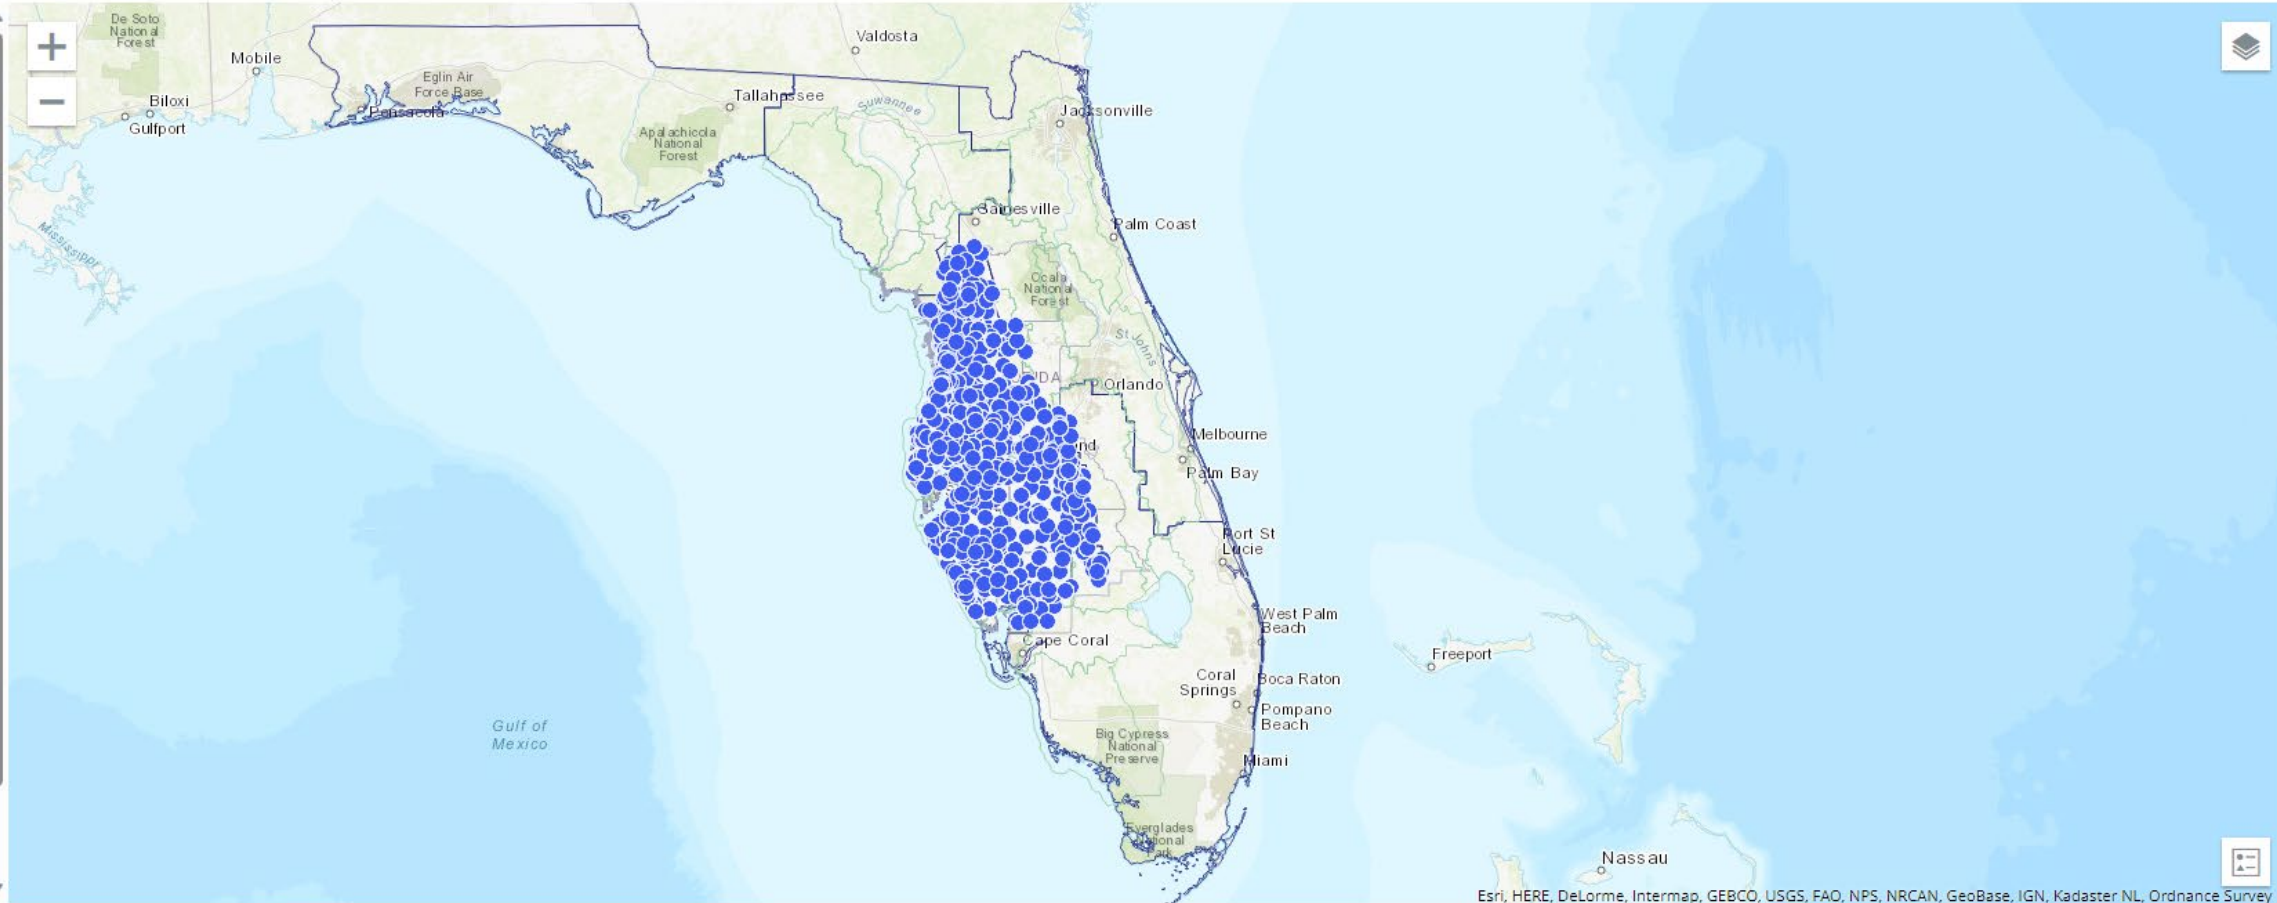 De Soto
National
Forest
Mobile
Biloxi
Gulfport
Mississippi
Eglin Air
Force Base
Pensacola
Valdosta
Tallahassee
Apalachicola
National
Forest
Suwannee
Jacksonville
Gainesville
Palm Coast
Ocala
National
Forest
St Johns
Orlando
Melbourne
Palm Bay
Port St
Lucie
West Palm
Beach
Cape Coral
Coral
Springs
Boca Raton
Pompano
Beach
Big Cypress
National
Preserve
Miami
Everglades
National
Park
Gulf of
Mexico
Freeport
Nassau
Esri, HERE, DeLorme, Intermap, GEBCO, USGS, FAO, NPS, NRCAN, GeoBase, IGN, Kadaster NL, Ordnance Survey